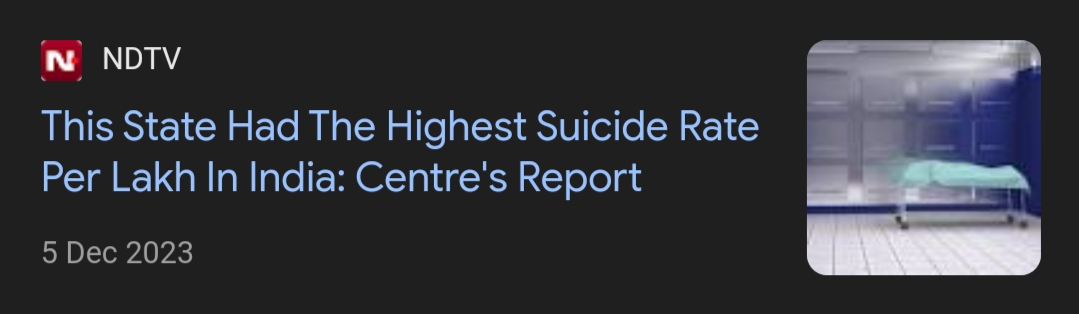 NDTV
This State Had The Highest Suicide Rate
Per Lakh In India: Centre's Report
5 Dec 2023